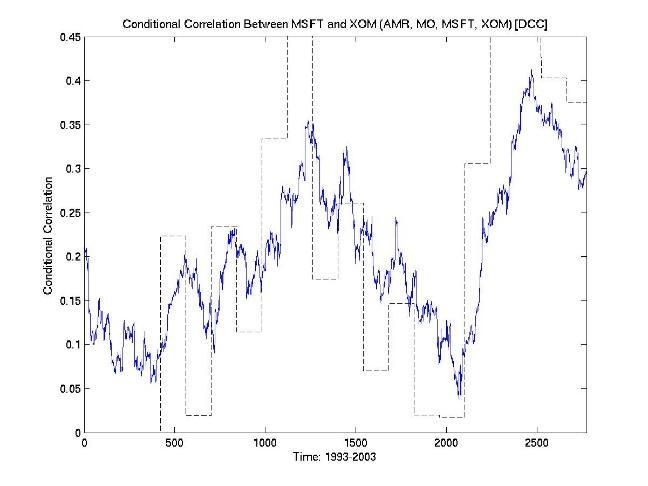 Conditional Correlation Between MSFT and XOM (AMR, MO, MSFT, XOM) [DCC]
0.45
0.4
0.35
0.3
0.25
0.2
0.15
0.1
0.05
0
Conditional Correlation
0 500 1000 1500 2000 2500
Time: 1993-2003